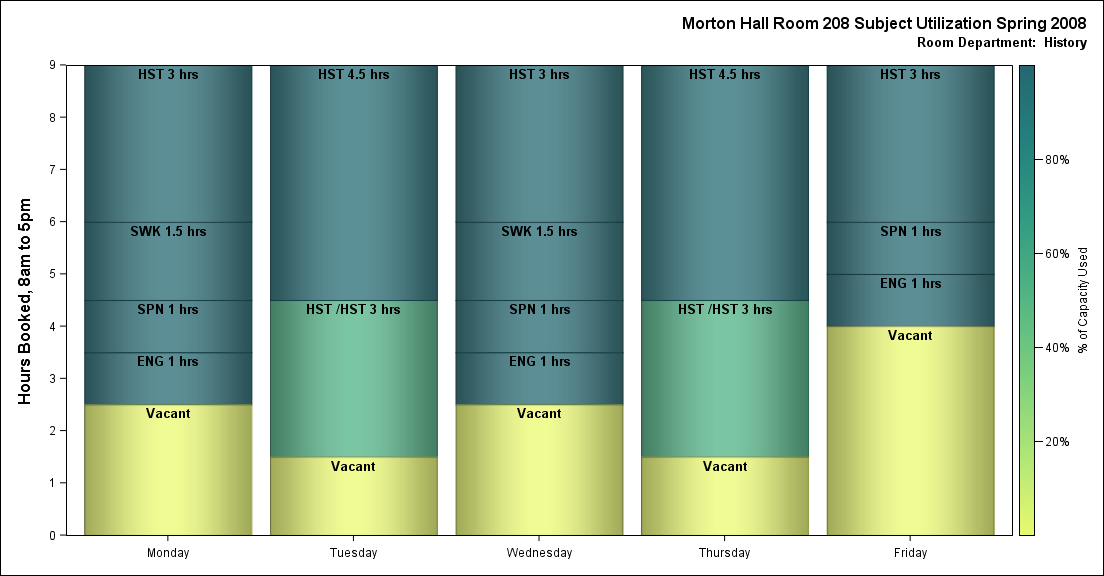 Morton Hall Room 208 Subject Utilization Spring 2008
Room Department:  History
Hours Booked, 8am to 5pm
9
8
7
6
5
4
3
2
1
0
HST 3 hrs
SWK 1.5 hrs
SPN 1 hrs
ENG 1 hrs
Vacant
HST 4.5 hrs
HST /HST 3 hrs
Vacant
HST 3 hrs
SWK 1.5 hrs
SPN 1 hrs
ENG 1 hrs
Vacant
HST 4.5 hrs
HST /HST 3 hrs
Vacant
HST 3 hrs
SPN 1 hrs
ENG 1 hrs
Vacant
Monday
Tuesday
Wednesday
Thursday
Friday
80%
60%
40%
20%
% of Capacity Used